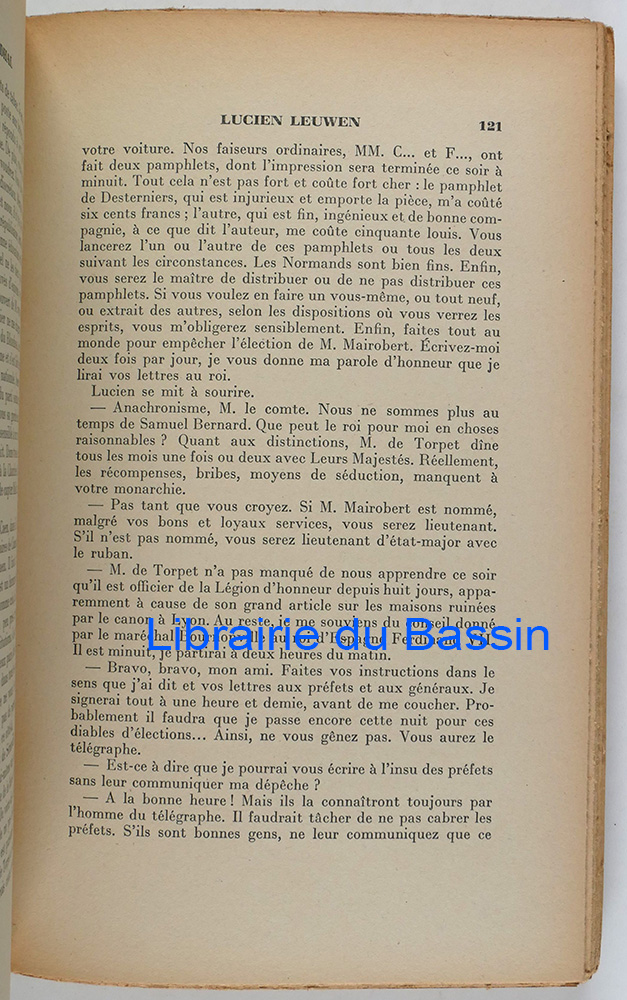 LUCIEN LEUWEN 121
votre voiture. Nos faiseurs ordinaires, MM. C... et F..., ont
fait deux pamphlets, dont l'impression sera terminée ce soir à
minuit. Tout cela n'est pas fort et coûte fort cher : le pamphlet
de Desterniers, qui est injurieux et emporte la pièce, m'a coûté
six cents francs ; l'autre, qui est fin, ingénieux et de bonne com-
pagnie, à ce que dit l'auteur, me coûte cinquante louis. Vous
lancerez l'un ou l'autre de ces pamphlets ou tous les deux
suivant les circonstances. Les Normands sont bien fins. Enfin,
vous serez le maître de distribuer ou de ne pas distribuer ces
pamphlets. Si vous voulez en faire un vous-même, ou tout neuf,
ou extrait des autres, selon les dispositions où vous verrez les
esprits, vous m'obligerez sensiblement. Enfin, faites tout au
monde pour empêcher l'élection de M. Mairobert. Écrivez-moi
deux fois par jour, je vous donne ma parole d'honneur que je
lirai vos lettres au roi.
Lucien se mit à sourire.
— Anachronisme, M. le comte. Nous ne sommes plus au
temps de Samuel Bernard. Que peut le roi pour moi en choses
raisonnables ? Quant aux distinctions, M. de Torpet dîne
tous les mois une fois ou deux avec Leurs Majestés. Réellement,
les récompenses, bribes, moyens de séduction, manquent à
votre monarchie.
— Pas tant que vous croyez. Si M. Mairobert est nommé,
malgré vos bons et loyaux services, vous serez lieutenant.
S'il n'est pas nommé, vous serez lieutenant d'état-major avec
le ruban.
— M. de Torpet n'a pas manqué de nous apprendre ce soir
qu'il est officier de la Légion d'honneur depuis huit jours, appa-
remment à cause de son grand article sur les maisons ruinées
par le canon à Lyon. Au reste, je me souviens du conseil donné
par le maréchal Bournonville au roi d'Espagne Ferdinand VII.
Il est minuit, je partirai à deux heures du matin.
— Bravo, bravo, mon ami. Faites vos instructions dans le
sens que j'ai dit et vos lettres aux préfets et aux généraux. Je
signerai tout à une heure et demie, avant de me coucher. Pro-
bablement il faudra que je passe encore cette nuit pour ces
diables d'élections... Ainsi, ne vous gênez pas. Vous aurez le
télégraphe.
— Est-ce à dire que je pourrai vous écrire à l'insu des préfets
sans leur communiquer ma dépêche ?
— A la bonne heure ! Mais ils la connaîtront toujours par
l'homme du télégraphe. Il faudrait tâcher de ne pas cabrer les
préfets. S'ils sont bonnes gens, ne leur communiquez que ce
Librairie du Bassin